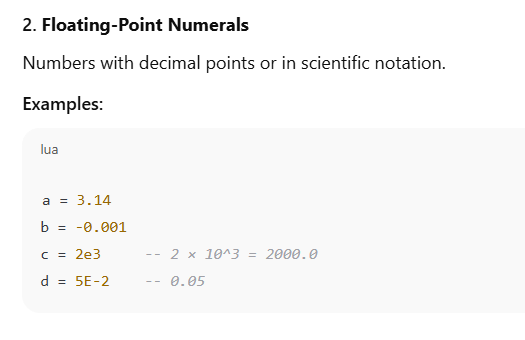 2. Floating-Point Numerals
Numbers with decimal points or in scientific notation.
Examples:
lua
a = 3.14
b = -0.001
c = 2e3 -- 2 × 10^3 = 2000.0
d = 5E-2 -- 0.05